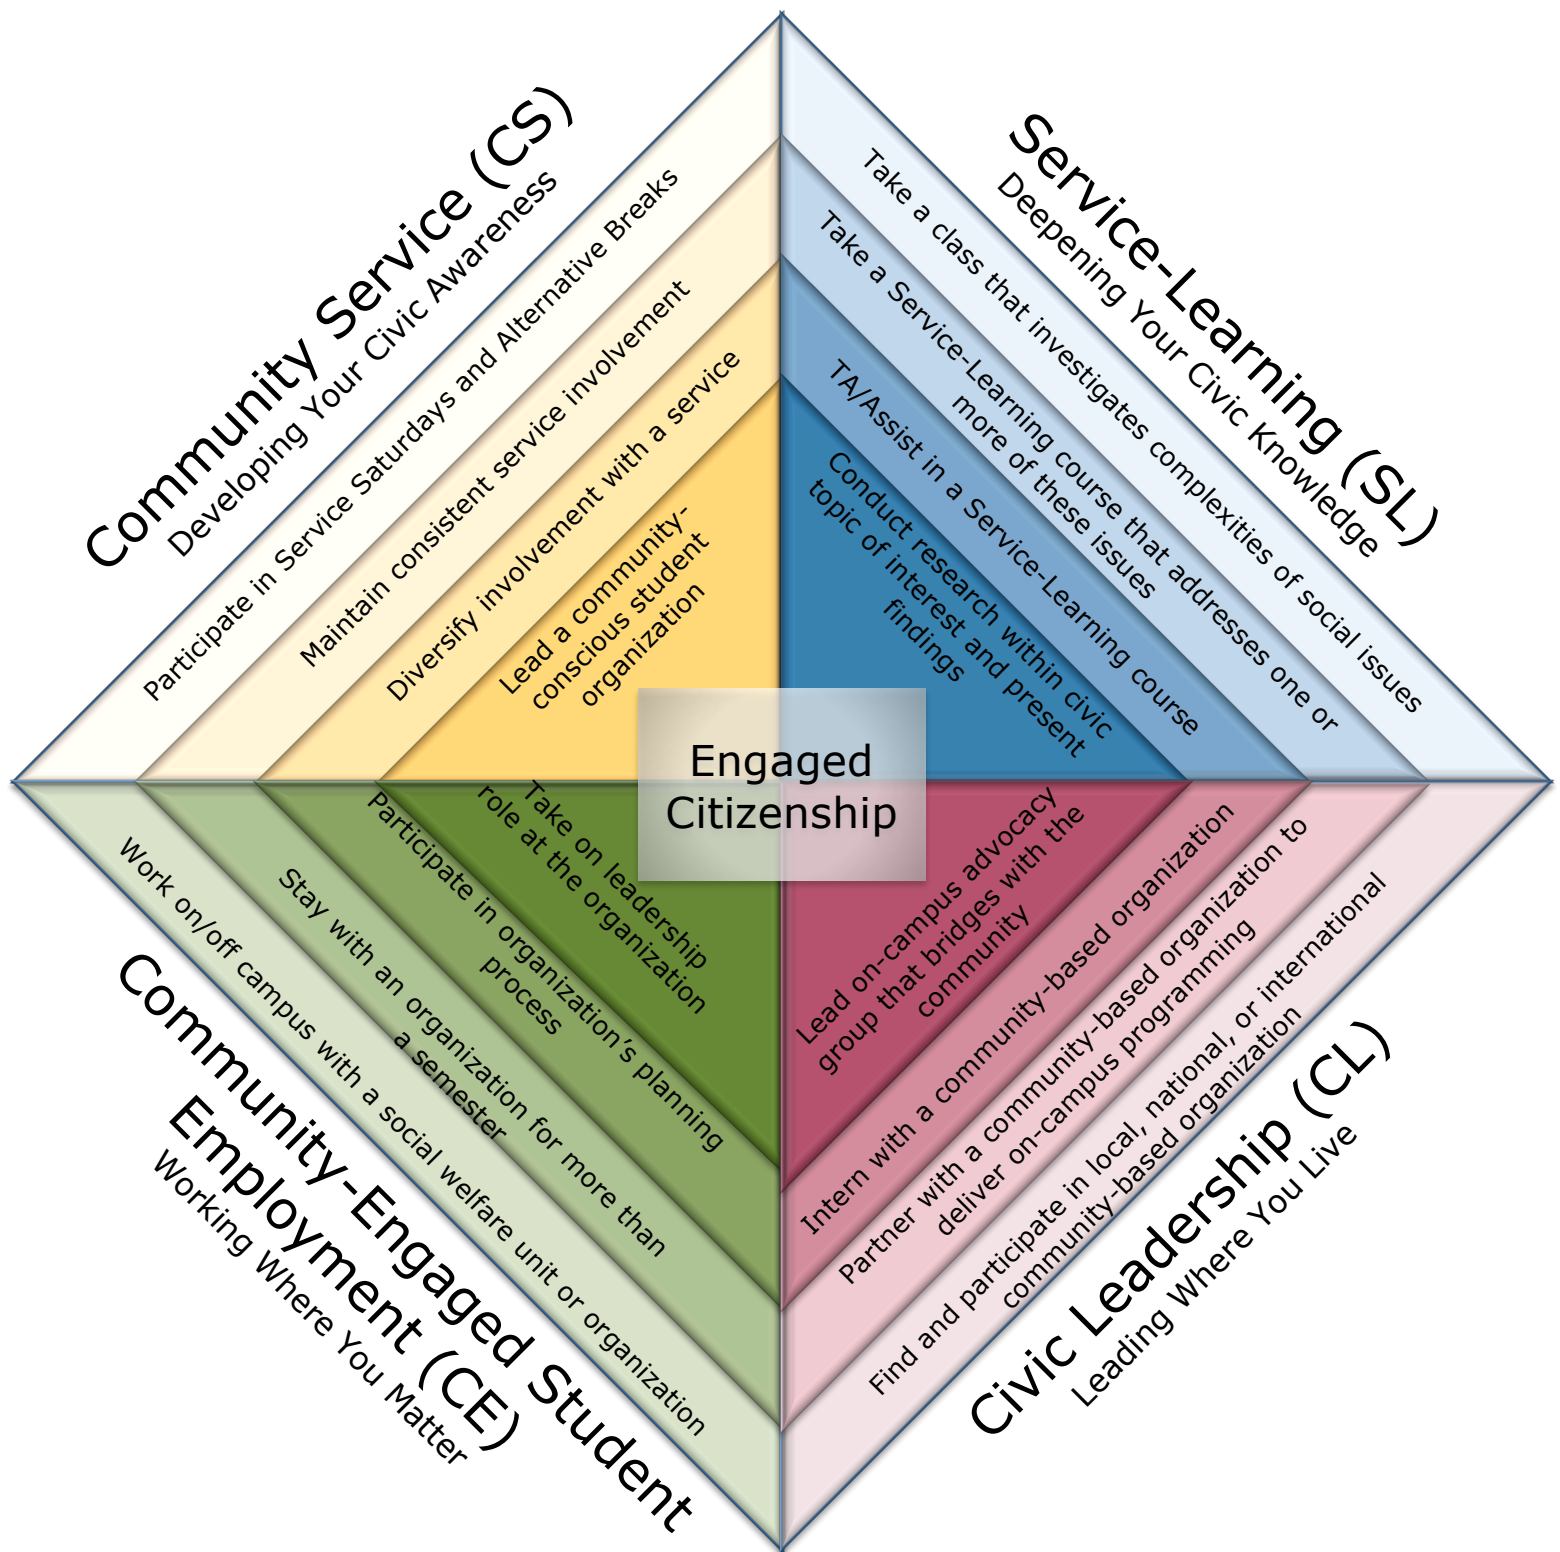 Community Service (CS)
Developing Your Civic Awareness
Participate in Service Saturdays and Alternative Breaks
Maintain consistent service involvement
Diversify involvement with a service
Lead a community-
conscious student
organization
Service-Learning (SL)
Deepening Your Civic Knowledge
Take a class that investigates complexities of social issues
Take a Service-Learning course that addresses one or
more of these issues
TA/Assist in a Service-Learning course
Conduct research within civic
topic of interest and present
findings
Engaged
Citizenship
Community-Engaged Student
Employment (CE)
Working Where You Matter
Work on/off campus with a social welfare unit or organization
Stay with an organization for more than
a semester
Participate in organization’s planning
process
Take on leadership
role at the organization
Civic Leadership (CL)
Leading Where You Live
Find and participate in local, national, or international
community-based organization
Partner with a community-based organization to
deliver on-campus programming
Intern with a community-based organization
Lead on-campus advocacy
group that bridges with the
community